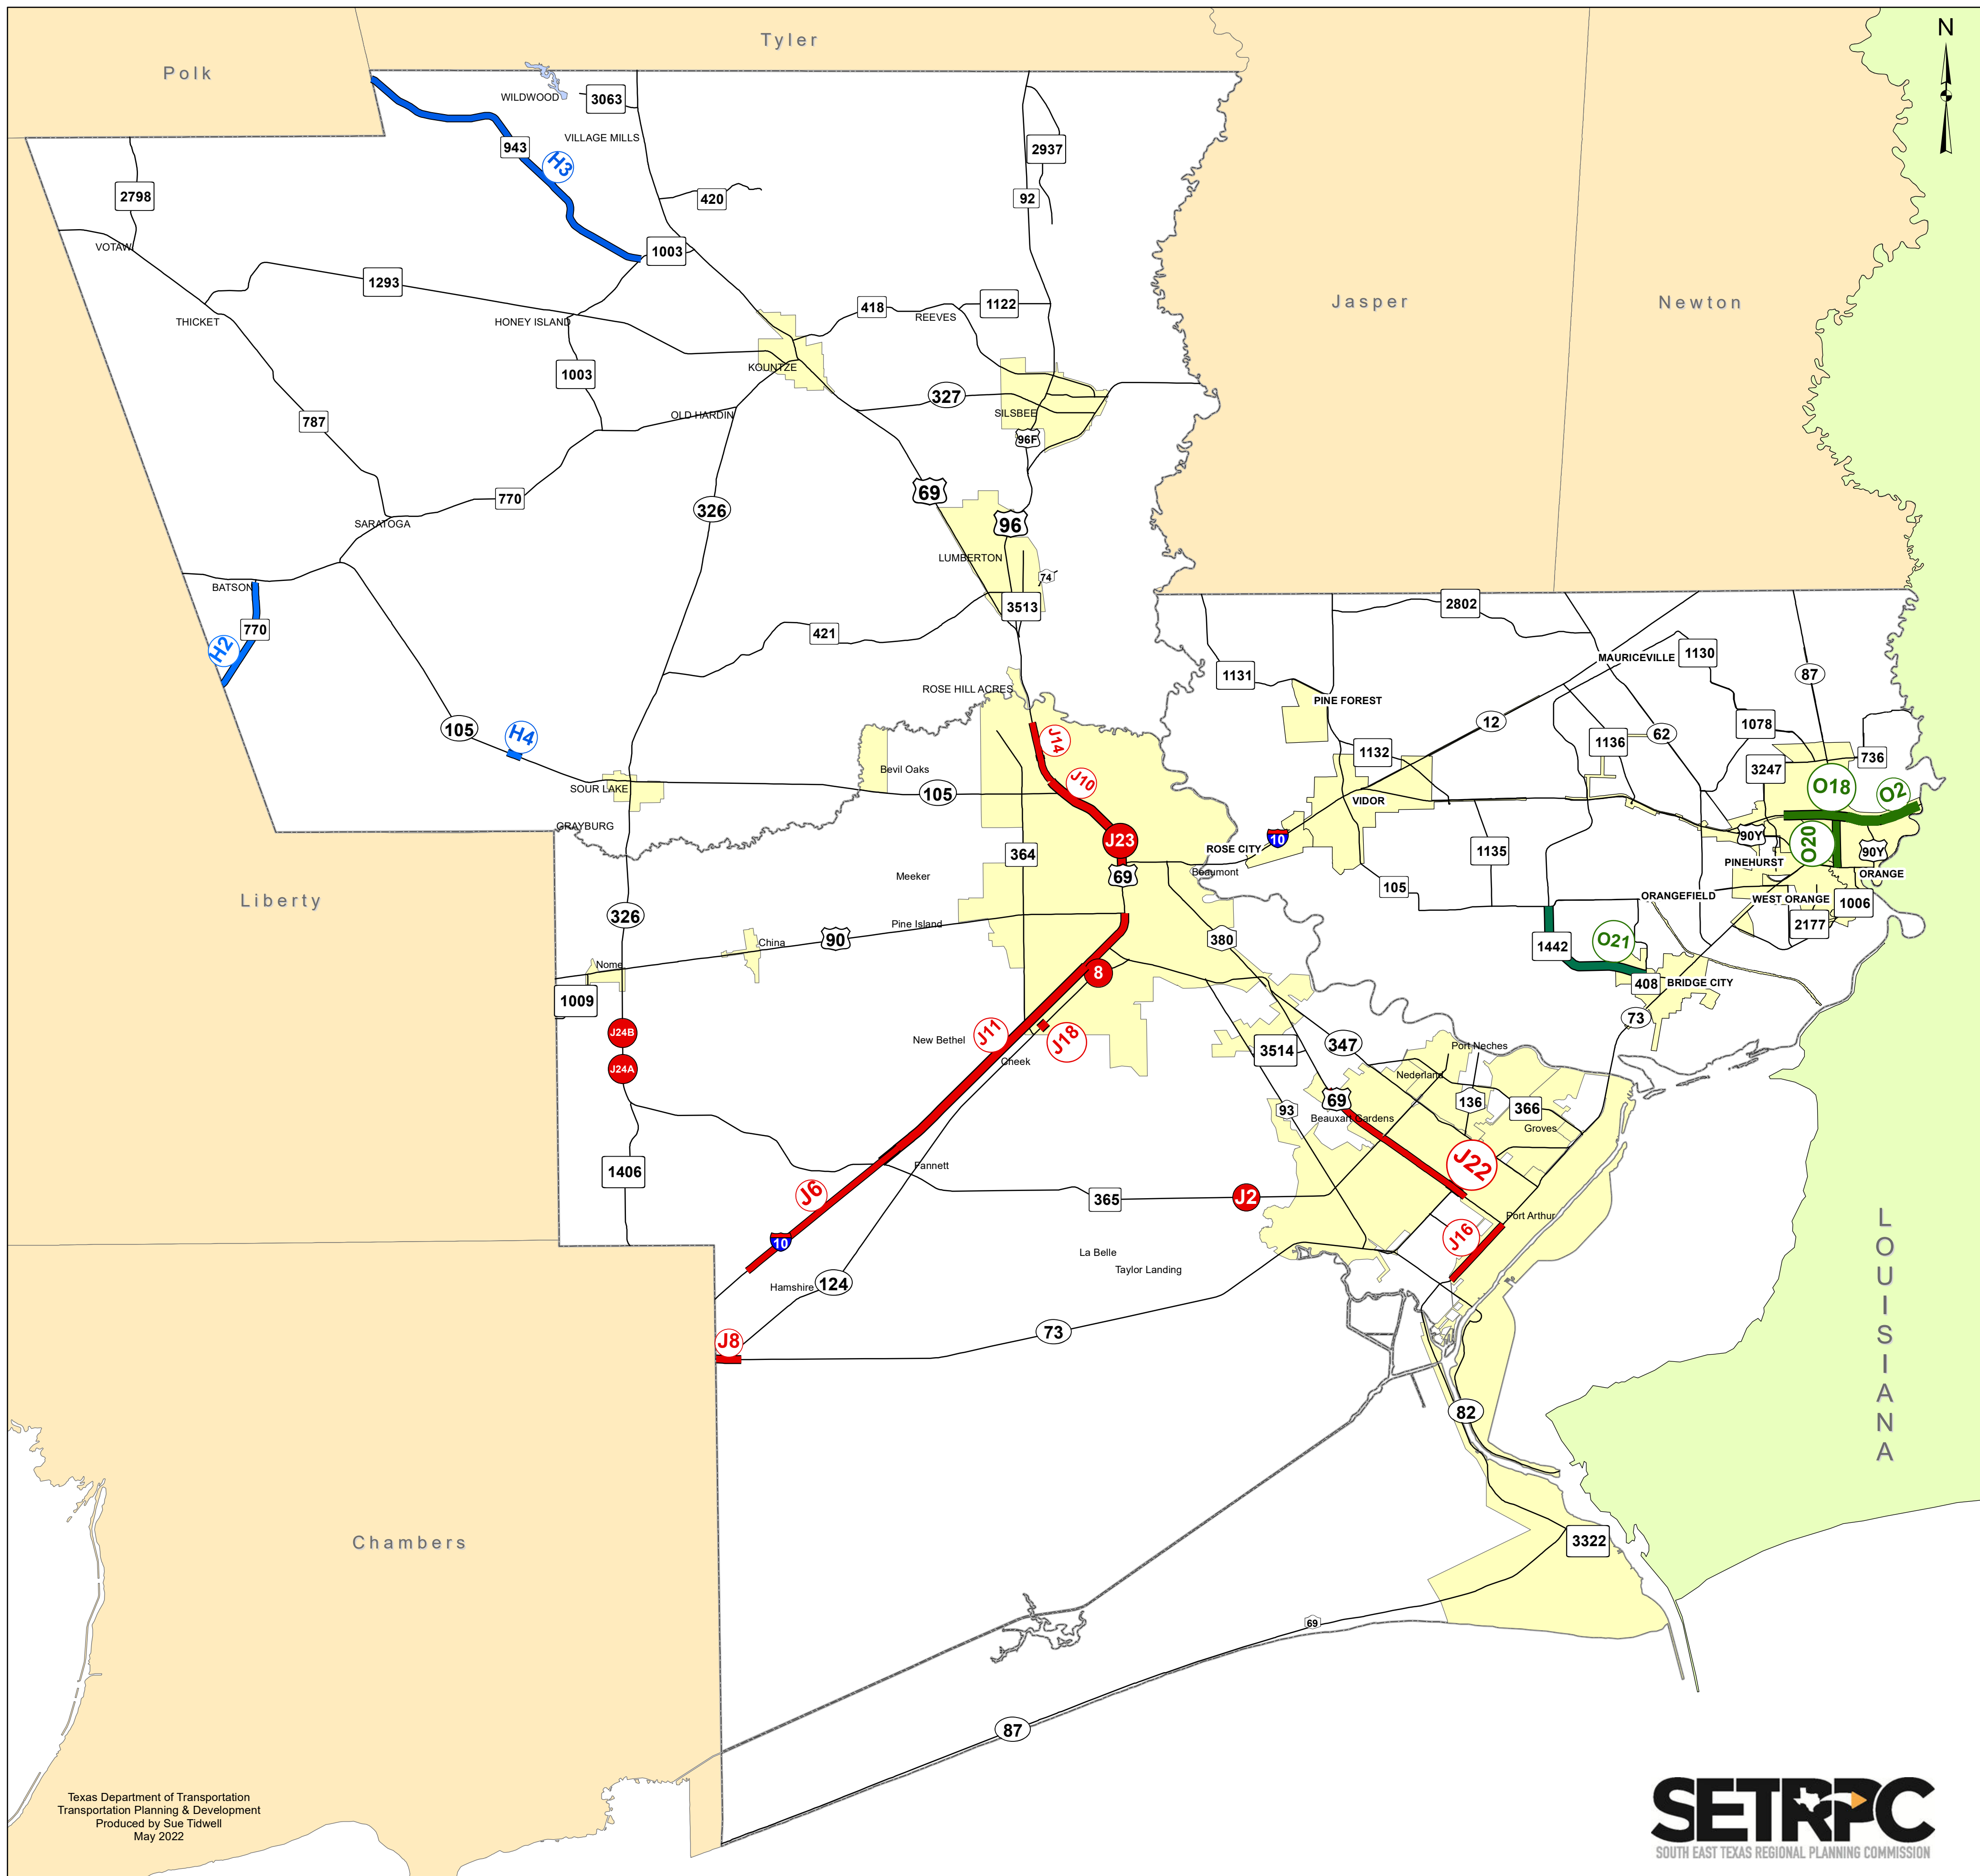 N
Tyler
Polk
WILDWOOD
3063
VILLAGE MILLS
943
H3
2937
2798
420
92
VOTAW
1003
1293
Jasper
Newton
THICKET
HONEY ISLAND
418
REEVES
1122
KOUNTZE
1003
327
OLD HARDIN
SILSBEE
787
96F
69
770
326
96
SARATOGA
LUMBERTON
74
BATSON
3513
2802
770
H2
421
MAURICEVILLE
1130
1131
87
ROSE HILL ACRES
PINE FOREST
12
1078
105
H4
J14
1132
1136
62
736
Bevil Oaks
3247
J10
O18
O2
SOUR LAKE
105
VIDOR
GRAYBURG
J23
10
90Y
O20
90Y
364
ROSE CITY
1135
PINEHURST
69
Beaumont
ORANGE
Meeker
105
Liberty
ORANGEFIELD
WEST ORANGE
1006
326
Pine Island
2177
90
China
380
1442
O21
Nome
8
408
BRIDGE CITY
1009
73
J24B
J11
J18
New Bethel
347
Port Neches
3514
Cheek
J24A
Nederland
69
93
136
366
Beauxart Gardens
Groves
1406
Fannett
J22
J6
365
J2
Port Arthur
J16
10
La Belle
Taylor Landing
Hamshire
124
J8
73
LOUISIANA
82
Chambers
3322
69
87
Texas Department of Transportation
Transportation Planning & Development
Produced by Sue Tidwell
May 2022
SETRPC
SOUTH EAST TEXAS REGIONAL PLANNING COMMISSION